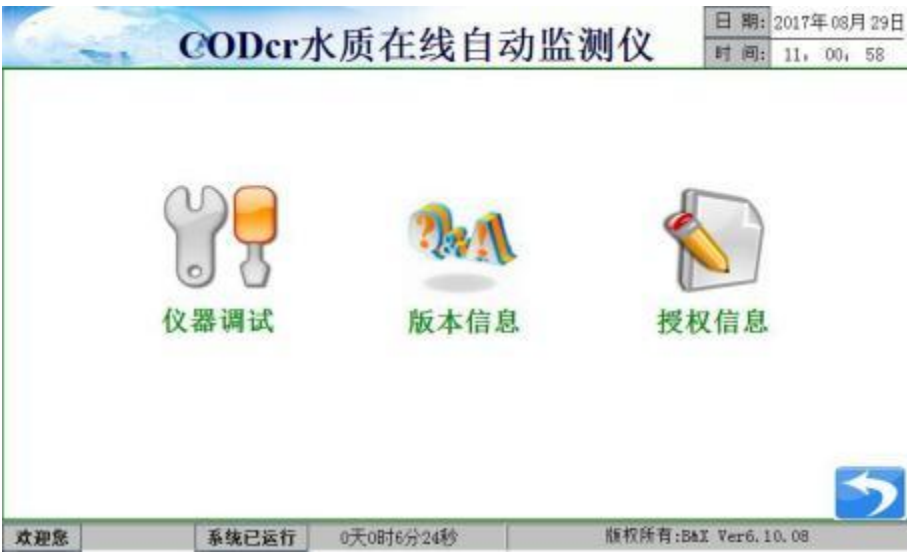 CODcr水质在线自动监测仪
日 期: 2017年08月29日
时 间: 11: 00: 58
Q&A
仪器调试 版本信息 授权信息
欢迎您 系统已运行 0天0时6分24秒 版权所有:B&X Ver6.10.08